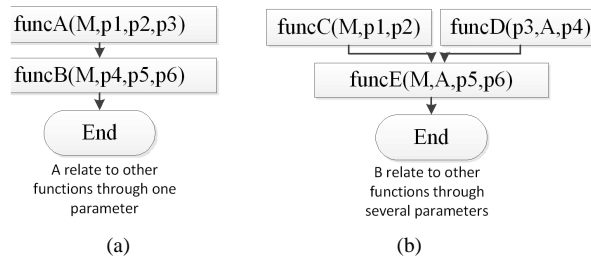 funcA(M,p1,p2,p3)
funcB(M,p4,p5,p6)
End
A relate to other
functions through one
parameter
(a)
funcC(M,p1,p2)
funcD(p3,A,p4)
funcE(M,A,p5,p6)
End
B relate to other
functions through
several parameters
(b)